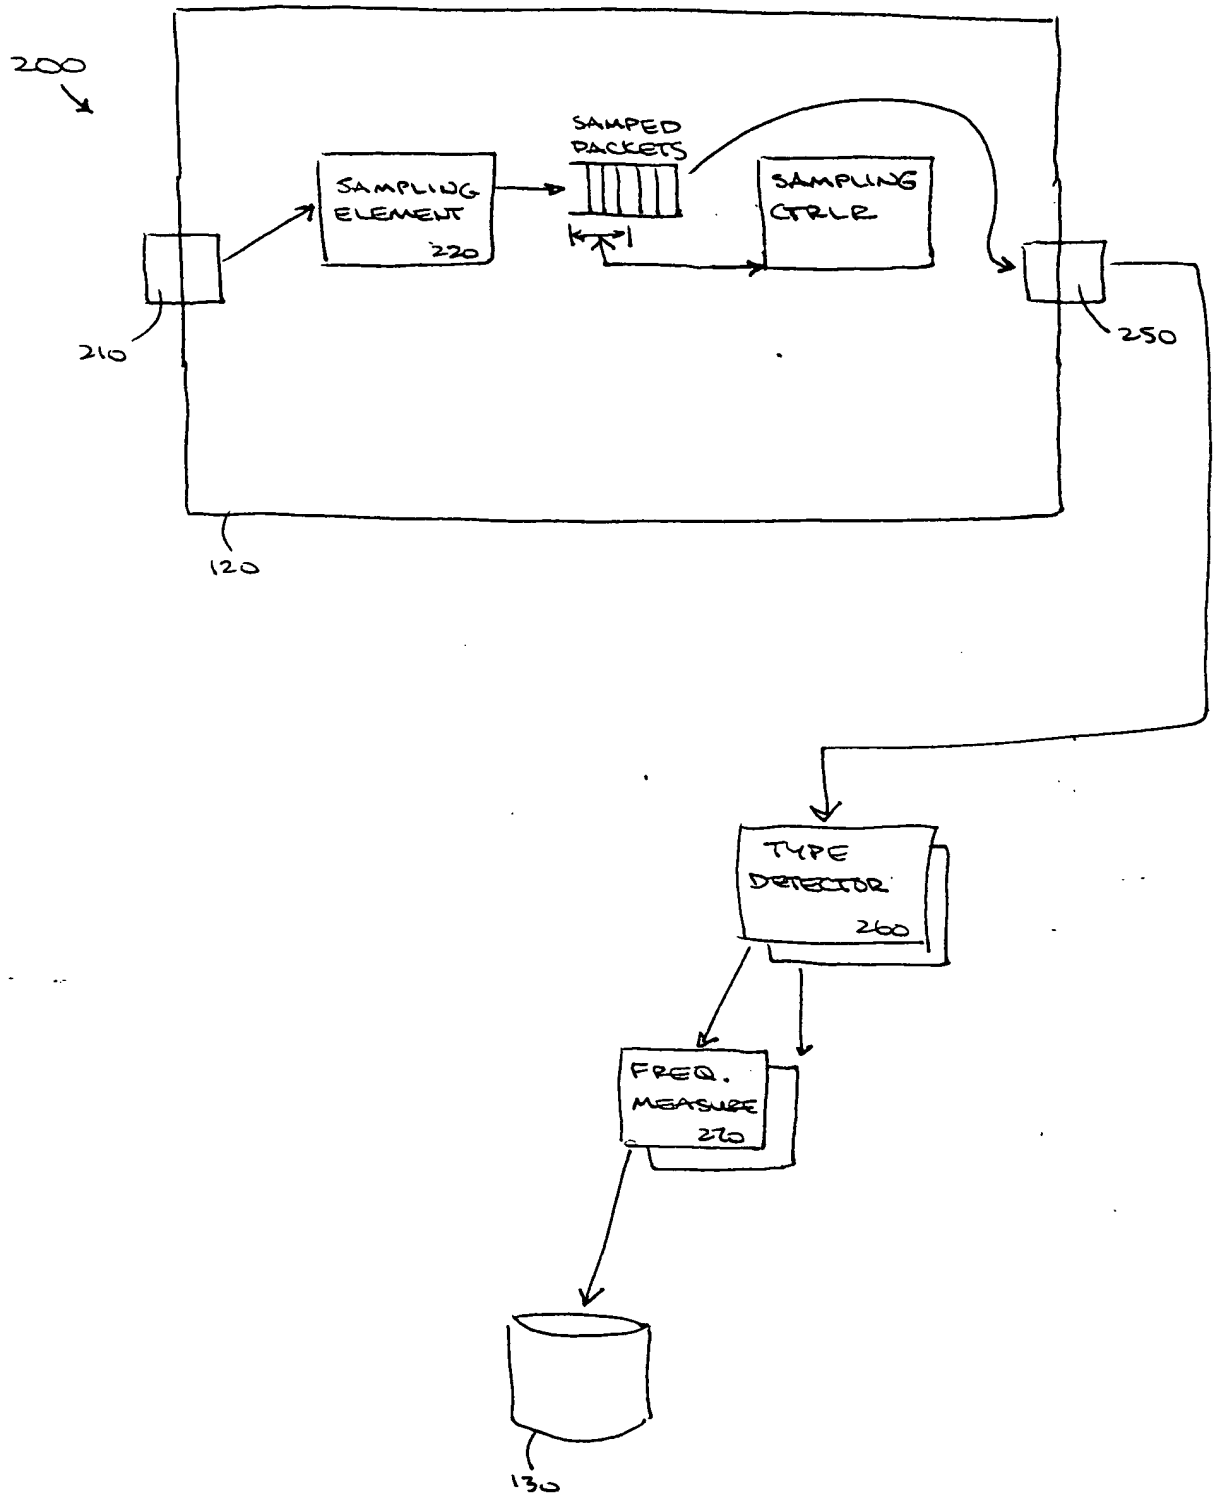 200
SAMPED
PACKETS
SAMPLING
ELEMENT
220
SAMPLING
CTRLR
210
250
120
TYPE
DETECTOR
260
FREQ.
MEASURE
270
130